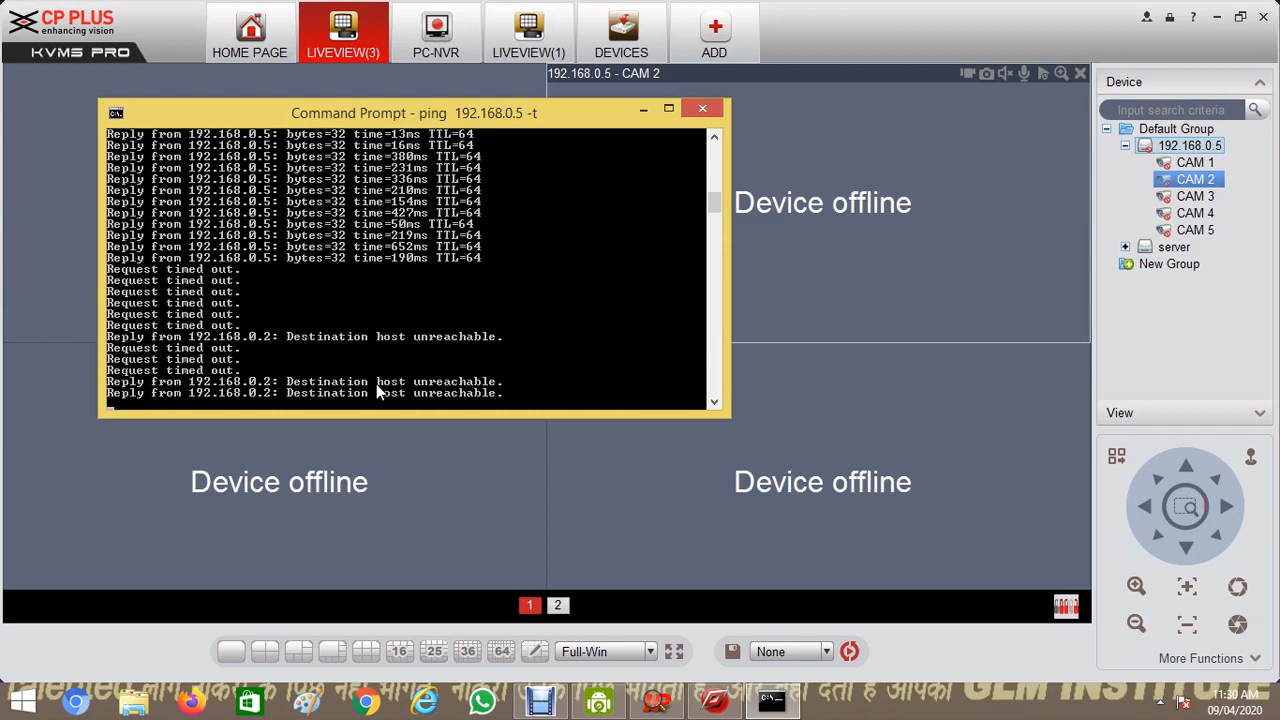 CP PLUS
enhancing vision
KVMS PRO
HOME PAGE
LIVEVIEW(3)
PC-NVR
LIVEVIEW(1)
DEVICES
ADD
192.168.0.5 - CAM 2
Command Prompt - ping 192.168.0.5 -t
Reply from 192.168.0.5: bytes=32 time=13ms TTL=64
Reply from 192.168.0.5: bytes=32 time=16ms TTL=64
Reply from 192.168.0.5: bytes=32 time=380ms TTL=64
Reply from 192.168.0.5: bytes=32 time=231ms TTL=64
Reply from 192.168.0.5: bytes=32 time=336ms TTL=64
Reply from 192.168.0.5: bytes=32 time=210ms TTL=64
Reply from 192.168.0.5: bytes=32 time=154ms TTL=64
Reply from 192.168.0.5: bytes=32 time=427ms TTL=64
Reply from 192.168.0.5: bytes=32 time=50ms TTL=64
Reply from 192.168.0.5: bytes=32 time=219ms TTL=64
Reply from 192.168.0.5: bytes=32 time=652ms TTL=64
Reply from 192.168.0.5: bytes=32 time=190ms TTL=64
Request timed out.
Request timed out.
Request timed out.
Request timed out.
Request timed out.
Request timed out.
Reply from 192.168.0.2: Destination host unreachable.
Request timed out.
Request timed out.
Request timed out.
Reply from 192.168.0.2: Destination host unreachable.
Reply from 192.168.0.2: Destination host unreachable.
Device offline
Device offline
Device offline
Device
Input search criteria
Default Group
192.168.0.5
CAM 1
CAM 2
CAM 3
CAM 4
CAM 5
server
New Group
View
More Functions
1
2
16
25
36
64
Full-Win
None
11:30 AM
09/04/2020